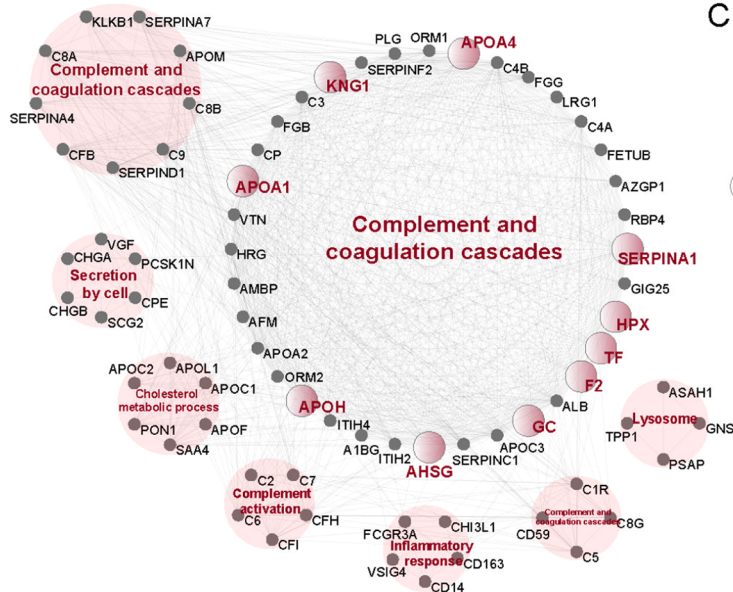 C
KLKB1
SERPINA7
C8A
APOM
Complement and
coagulation cascades
SERPINA4
C8B
CFB
C9
SERPIND1
PLG
ORM1
APOA4
SERPINF2
KNG1
C4B
FGG
C3
LRG1
FGB
C4A
CP
FETUB
APOA1
AZGP1
VTN
RBP4
Complement and
coagulation cascades
HRG
SERPINA1
AMBP
GIG25
AFM
HPX
APOA2
TF
ORM2
F2
APOH
ALB
ITIH4
GC
A1BG
APOC3
ITIH2
SERPINC1
AHSG
VGF
CHGA
PCSK1N
Secretion
by cell
CHGB
CPE
SCG2
APOC2
APOL1
APOC1
Cholesterol
metabolic process
PON1
APOF
SAA4
C2
C7
Complement
activation
C6
CFH
CFI
FCGR3A
CHI3L1
Inflammatory
response
VSIG4
CD163
CD14
C1R
Complement and
coagulation cascades
CD59
C8G
C5
ASAH1
Lysosome
TPP1
GNS
PSAP